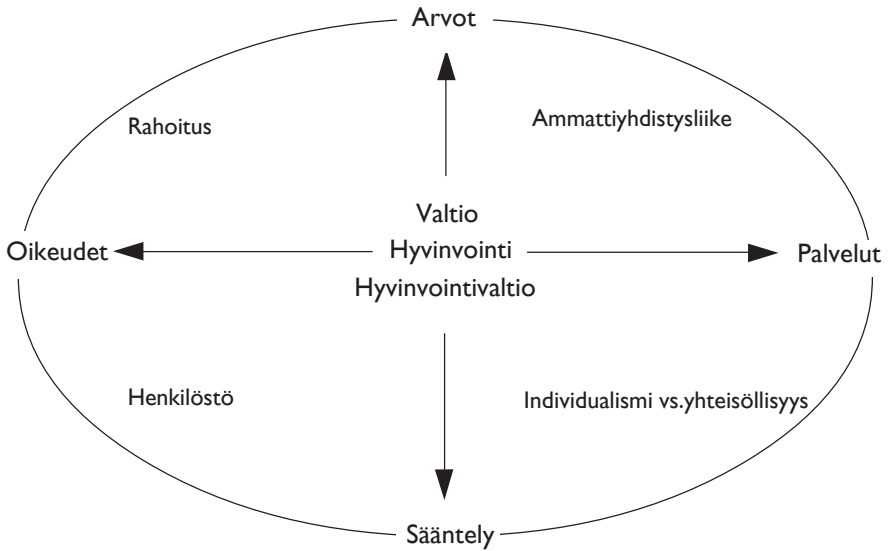 Arvot
Rahoitus
Ammattiyhdistysliike
Valtio
Oikeudet
Hyvinvointi
Palvelut
Hyvinvointivaltio
Henkilöstö
Individualismi vs.yhteisöllisyys
Sääntely